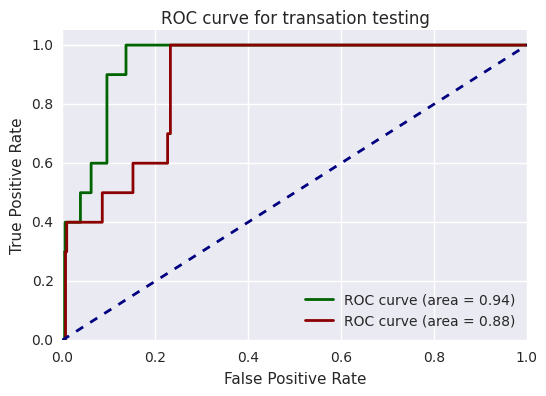 ROC curve for transation testing
True Positive Rate
1.0
0.8
0.6
0.4
0.2
0.0
ROC curve (area = 0.94)
ROC curve (area = 0.88)
0.0 0.2 0.4 0.6 0.8 1.0
False Positive Rate